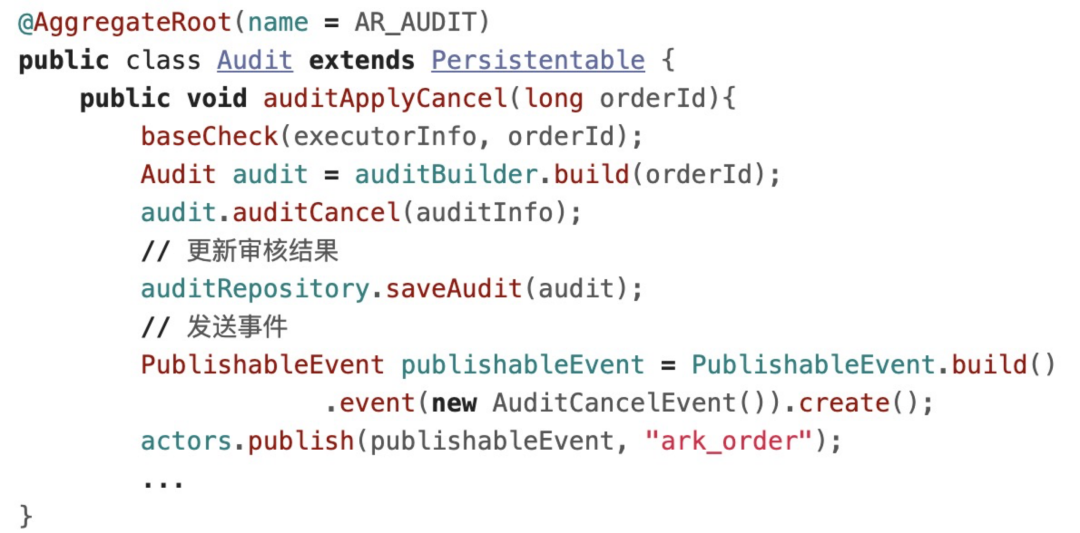 @AggregateRoot(name = AR_AUDIT)
public class Audit extends Persistentable {
    public void auditApplyCancel(long orderId){
        baseCheck(executorInfo, orderId);
        Audit audit = auditBuilder.build(orderId);
        audit.auditCancel(auditInfo);
        // 更新审核结果
        auditRepository.saveAudit(audit);
        // 发送事件
        PublishableEvent publishableEvent = PublishableEvent.build()
                    .event(new AuditCancelEvent()).create();
        actors.publish(publishableEvent, "ark_order");
        ...
}